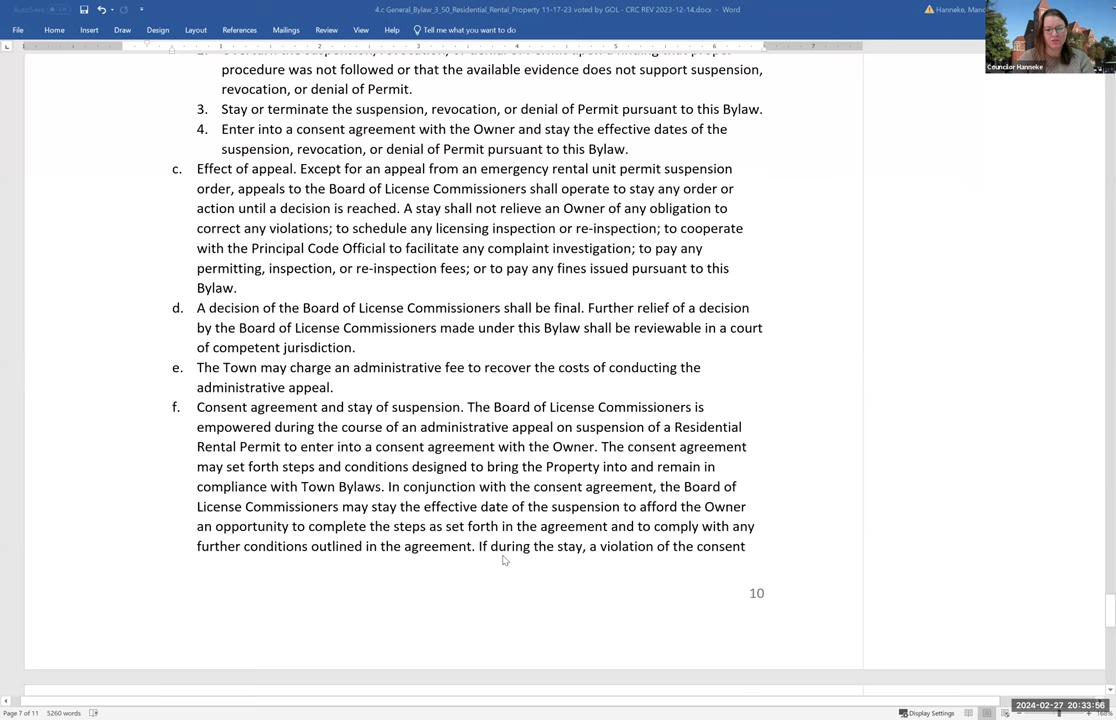 AutoSave
4.c General_Bylaw_3_50_Residential_Rental_Property 11-17-23 voted by GOL - CRC REV 2023-12-14.docx - Word
Hanneke, Mand
File Home Insert Draw Design Layout References Mailings Review View Help Tell me what you want to do
Councilor Hanneke
procedure was not followed or that the available evidence does not support suspension,
revocation, or denial of Permit.
3. Stay or terminate the suspension, revocation, or denial of Permit pursuant to this Bylaw.
4. Enter into a consent agreement with the Owner and stay the effective dates of the
suspension, revocation, or denial of Permit pursuant to this Bylaw.
c. Effect of appeal. Except for an appeal from an emergency rental unit permit suspension
order, appeals to the Board of License Commissioners shall operate to stay any order or
action until a decision is reached. A stay shall not relieve an Owner of any obligation to
correct any violations; to schedule any licensing inspection or re-inspection; to cooperate
with the Principal Code Official to facilitate any complaint investigation; to pay any
permitting, inspection, or re-inspection fees; or to pay any fines issued pursuant to this
Bylaw.
d. A decision of the Board of License Commissioners shall be final. Further relief of a decision
by the Board of License Commissioners made under this Bylaw shall be reviewable in a court
of competent jurisdiction.
e. The Town may charge an administrative fee to recover the costs of conducting the
administrative appeal.
f. Consent agreement and stay of suspension. The Board of License Commissioners is
empowered during the course of an administrative appeal on suspension of a Residential
Rental Permit to enter into a consent agreement with the Owner. The consent agreement
may set forth steps and conditions designed to bring the Property into and remain in
compliance with Town Bylaws. In conjunction with the consent agreement, the Board of
License Commissioners may stay the effective date of the suspension to afford the Owner
an opportunity to complete the steps as set forth in the agreement and to comply with any
further conditions outlined in the agreement. If during the stay, a violation of the consent
10
2024-02-27 20:33:56
Page 7 of 11 5260 words Display Settings